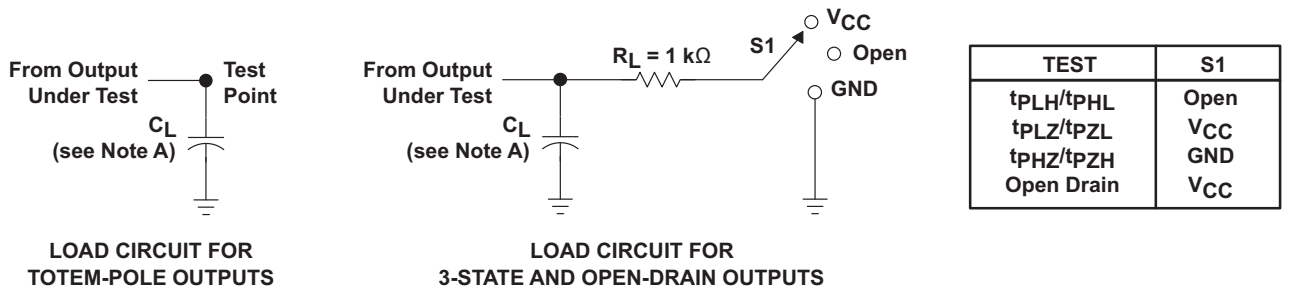 From Output
Under Test
Test
Point
CL
(see Note A)
LOAD CIRCUIT FOR
TOTEM-POLE OUTPUTS
From Output
Under Test
RL = 1 kΩ
S1
VCC
Open
GND
CL
(see Note A)
LOAD CIRCUIT FOR
3-STATE AND OPEN-DRAIN OUTPUTS
TEST S1
tPLH/tPHL Open
tPLZ/tPZL VCC
tPHZ/tPZH GND
Open Drain VCC